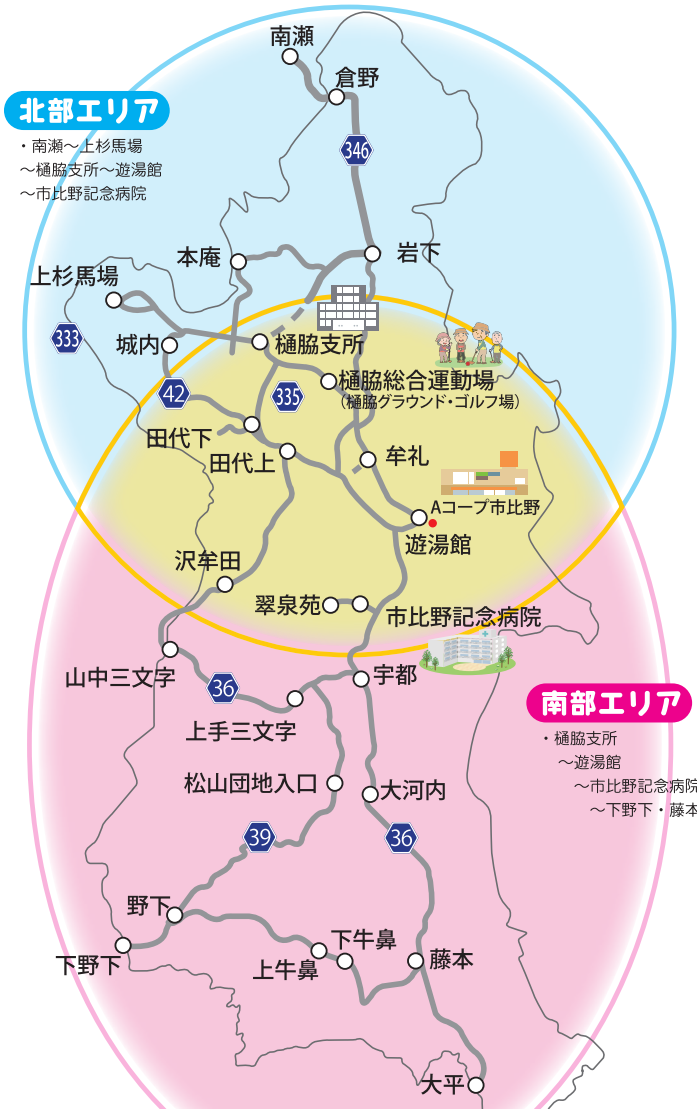 南瀬
倉野
北部エリア
・南瀬～上杉馬場
～樋脇支所～遊湯館
～市比野記念病院
346
本庵
岩下
上杉馬場
333
城内
樋脇支所
樋脇総合運動場
（樋脇グラウンド・ゴルフ場）
42
335
田代下
田代上
牟礼
Aコープ市比野
遊湯館
沢牟田
翠泉苑
市比野記念病院
山中三文字
宇都
36
南部エリア
上手三文字
・樋脇支所
～遊湯館
～市比野記念病院
～下野下・藤本
松山団地入口
大河内
39
36
野下
下牛鼻
上牛鼻
藤本
下野下
大平